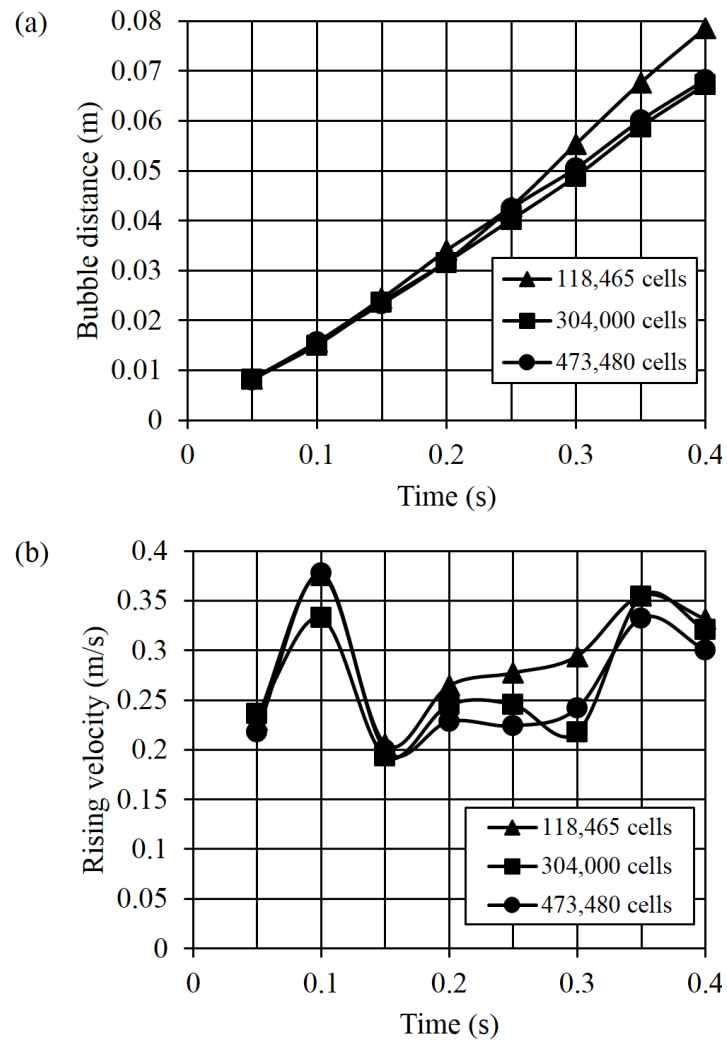 (a)
Bubble distance (m)
0.08
0.07
0.06
0.05
0.04
0.03
0.02
0.01
0
118,465 cells
304,000 cells
473,480 cells
0 0.1 0.2 0.3 0.4
Time (s)
(b)
Rising velocity (m/s)
0.4
0.35
0.3
0.25
0.2
0.15
0.1
0.05
0
118,465 cells
304,000 cells
473,480 cells
0 0.1 0.2 0.3 0.4
Time (s)